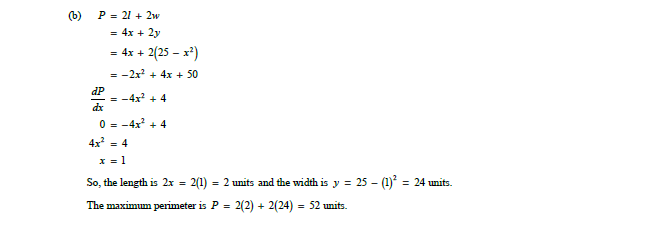 (b) P = 2l + 2w
= 4x + 2y
= 4x + 2(25 − x²)
= −2x² + 4x + 50
dP/dx = −4x² + 4
0 = −4x² + 4
4x² = 4
x = 1
So, the length is 2x = 2(1) = 2 units and the width is y = 25 − (1)² = 24 units.
The maximum perimeter is P = 2(2) + 2(24) = 52 units.